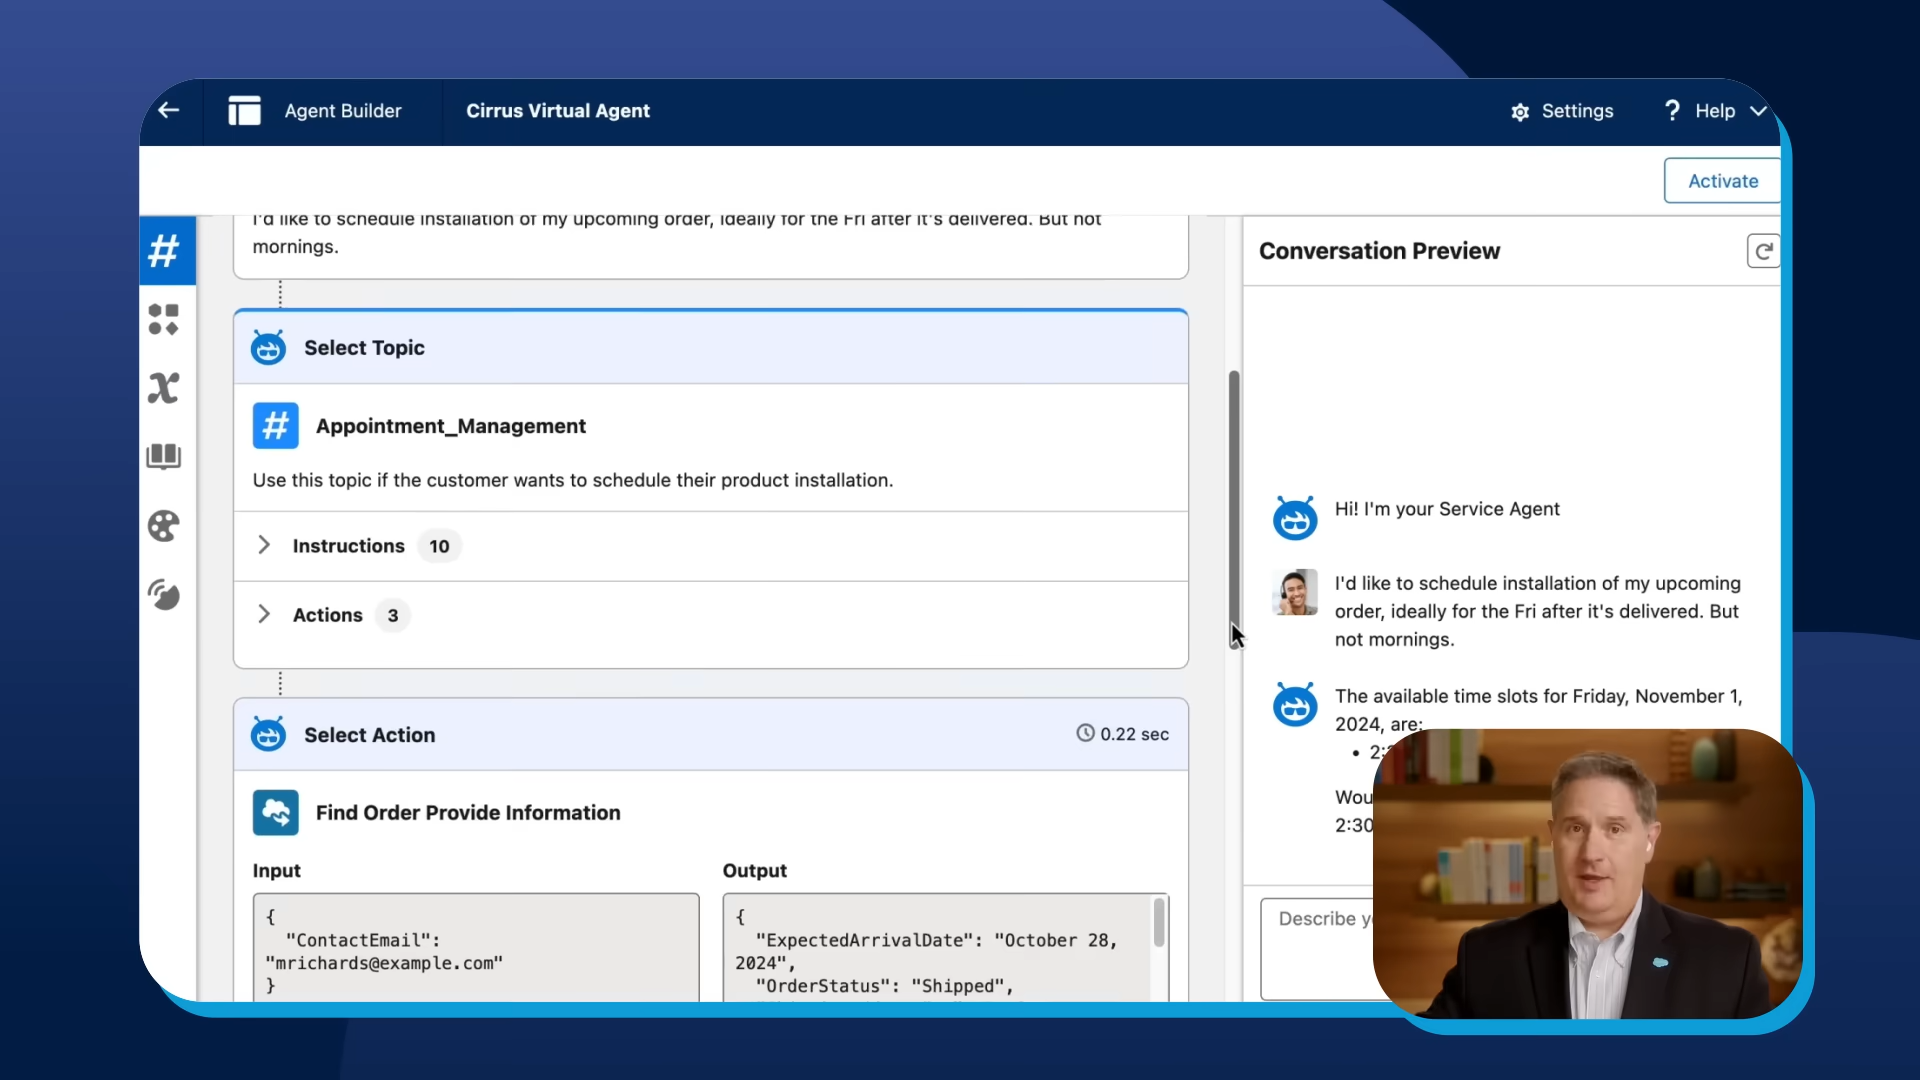 Agent Builder
Cirrus Virtual Agent
Settings
? Help
Activate
I'd like to schedule installation of my upcoming order, ideally for the Fri after it's delivered. But not
mornings.
Select Topic
# Appointment_Management
Use this topic if the customer wants to schedule their product installation.
Instructions 10
Actions 3
Select Action
0.22 sec
Find Order Provide Information
Input
{
"ContactEmail":
"mrichards@example.com"
}
Output
{
"ExpectedArrivalDate": "October 28,
2024",
"OrderStatus": "Shipped",
Conversation Preview
Hi! I'm your Service Agent
I'd like to schedule installation of my upcoming
order, ideally for the Fri after it's delivered. But
not mornings.
The available time slots for Friday, November 1,
2024, are:
2:30
Describe